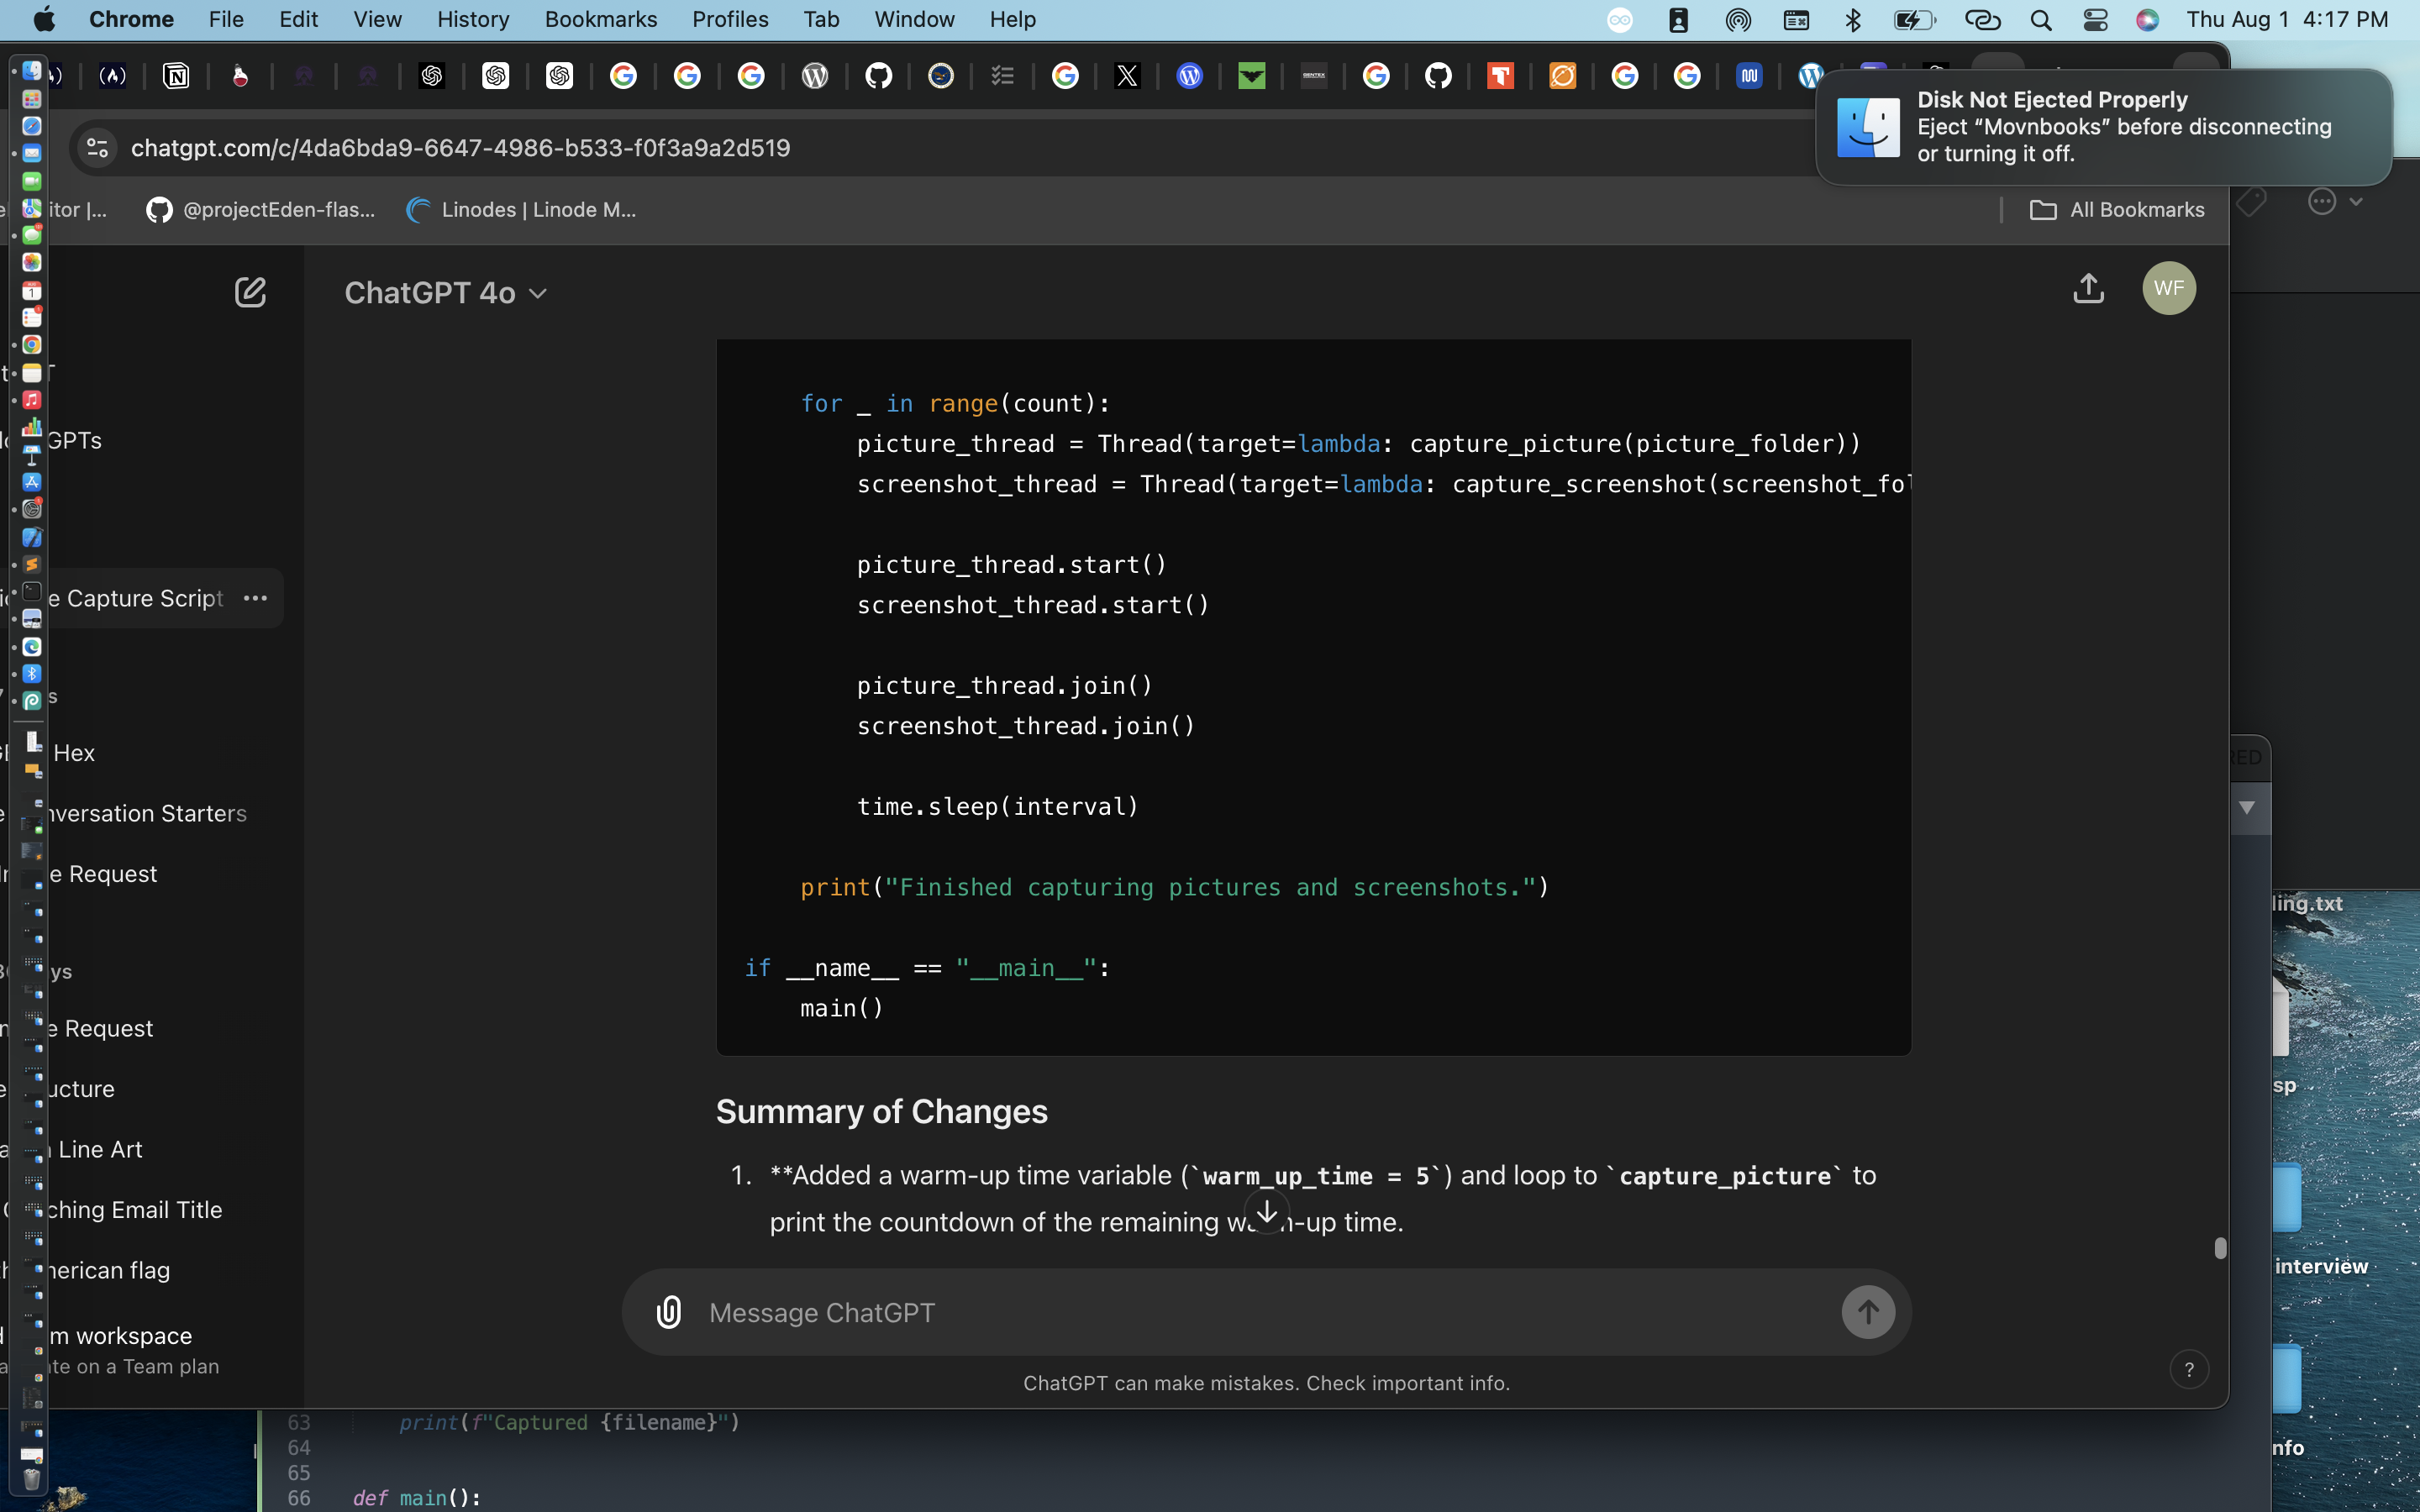 Chrome File Edit View History Bookmarks Profiles Tab Window Help Thu Aug 1 4:17 PM
Disk Not Ejected Properly
Eject “Movnbooks” before disconnecting
or turning it off.
chatgpt.com/c/4da6bda9-6647-4986-b533-f0f3a9a2d519
itor |... @projectEden-flas... Linodes | Linode M... All Bookmarks
ChatGPT 4o WF
GPTs
e Capture Script
Hex
nversation Starters
e Request
ys
e Request
ucture
Line Art
ching Email Title
nerican flag
m workspace
te on a Team plan
for _ in range(count):
picture_thread = Thread(target=lambda: capture_picture(picture_folder))
screenshot_thread = Thread(target=lambda: capture_screenshot(screenshot_fol
picture_thread.start()
screenshot_thread.start()
picture_thread.join()
screenshot_thread.join()
time.sleep(interval)
print("Finished capturing pictures and screenshots.")
if __name__ == "__main__":
main()
Summary of Changes
1. **Added a warm-up time variable (`warm_up_time = 5`) and loop to `capture_picture` to
print the countdown of the remaining wa -up time.
Message ChatGPT
ChatGPT can make mistakes. Check important info.
?
RED
ling.txt
sp
interview
nfo
63 print(f"Captured {filename}")
64
65
66 def main():